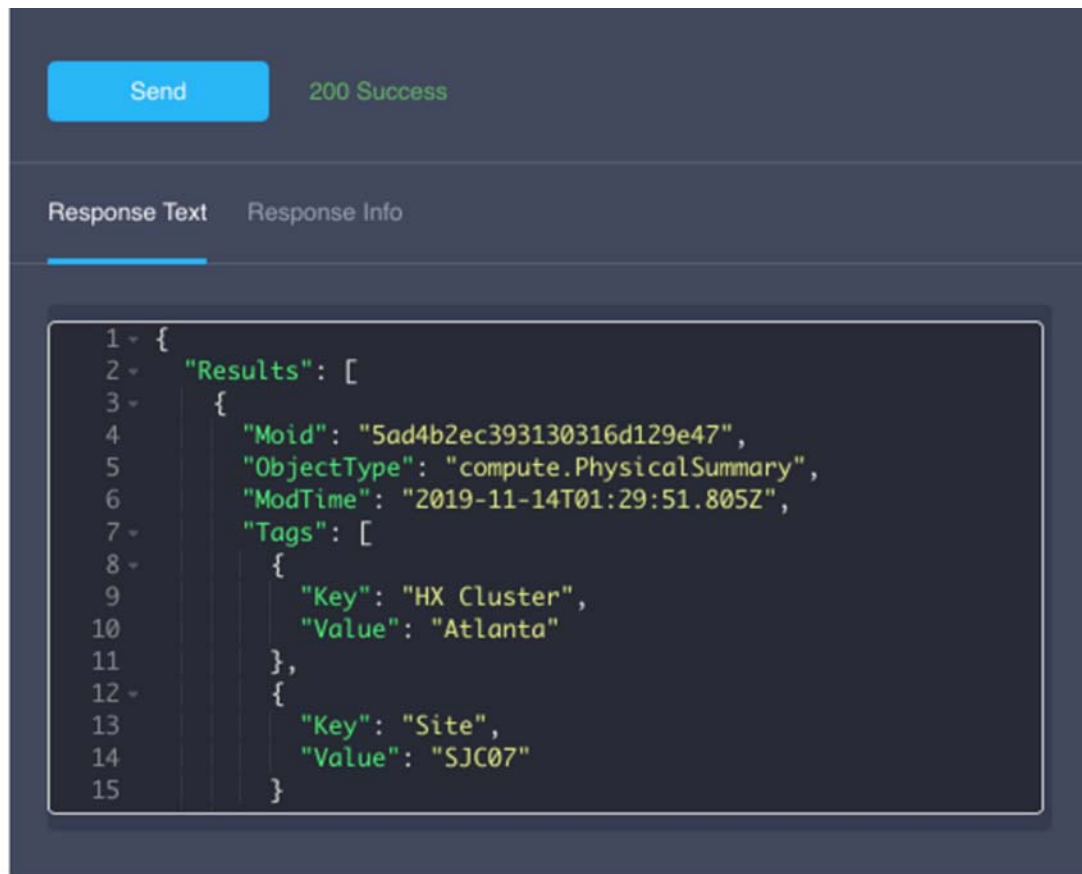 Send 200 Success
Response Text Response Info
1 {
2 "Results": [
3 {
4 "Moid": "5ad4b2ec393130316d129e47",
5 "ObjectType": "compute.PhysicalSummary",
6 "ModTime": "2019-11-14T01:29:51.805Z",
7 "Tags": [
8 {
9 "Key": "HX Cluster",
10 "Value": "Atlanta"
11 },
12 {
13 "Key": "Site",
14 "Value": "SJC07"
15 }